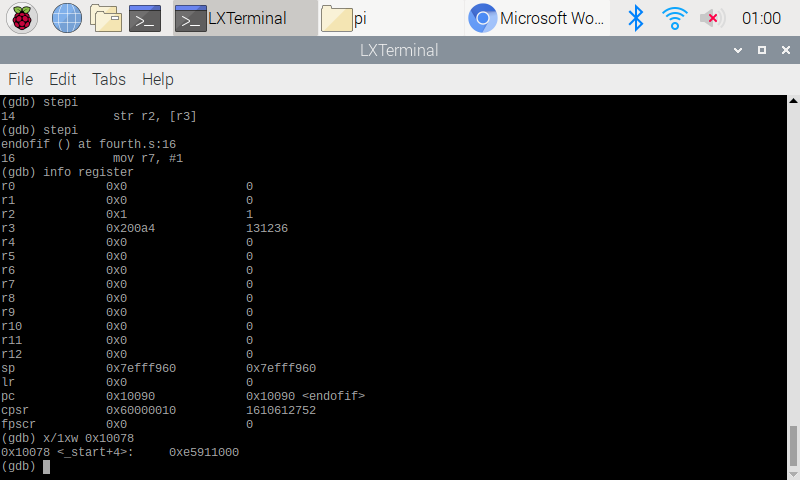 LXTerminal pi Microsoft Wo... 01:00
LXTerminal
File Edit Tabs Help
(gdb) stepi
14 str r2, [r3]
(gdb) stepi
endofif () at fourth.s:16
16 mov r7, #1
(gdb) info register
r0 0x0 0
r1 0x0 0
r2 0x1 1
r3 0x200a4 131236
r4 0x0 0
r5 0x0 0
r6 0x0 0
r7 0x0 0
r8 0x0 0
r9 0x0 0
r10 0x0 0
r11 0x0 0
r12 0x0 0
sp 0x7efff960 0x7efff960
lr 0x0 0
pc 0x10090 0x10090 <endofif>
cpsr 0x60000010 1610612752
fpscr 0x0 0
(gdb) x/1xw 0x10078
0x10078 <_start+4>: 0xe5911000
(gdb)